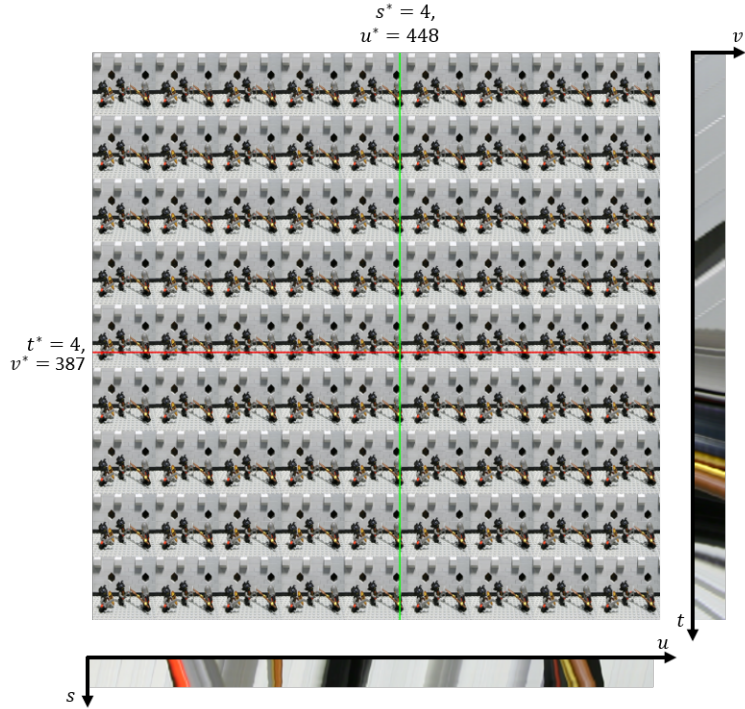 s* = 4,
u* = 448
v
t* = 4,
v* = 387
t
u
s